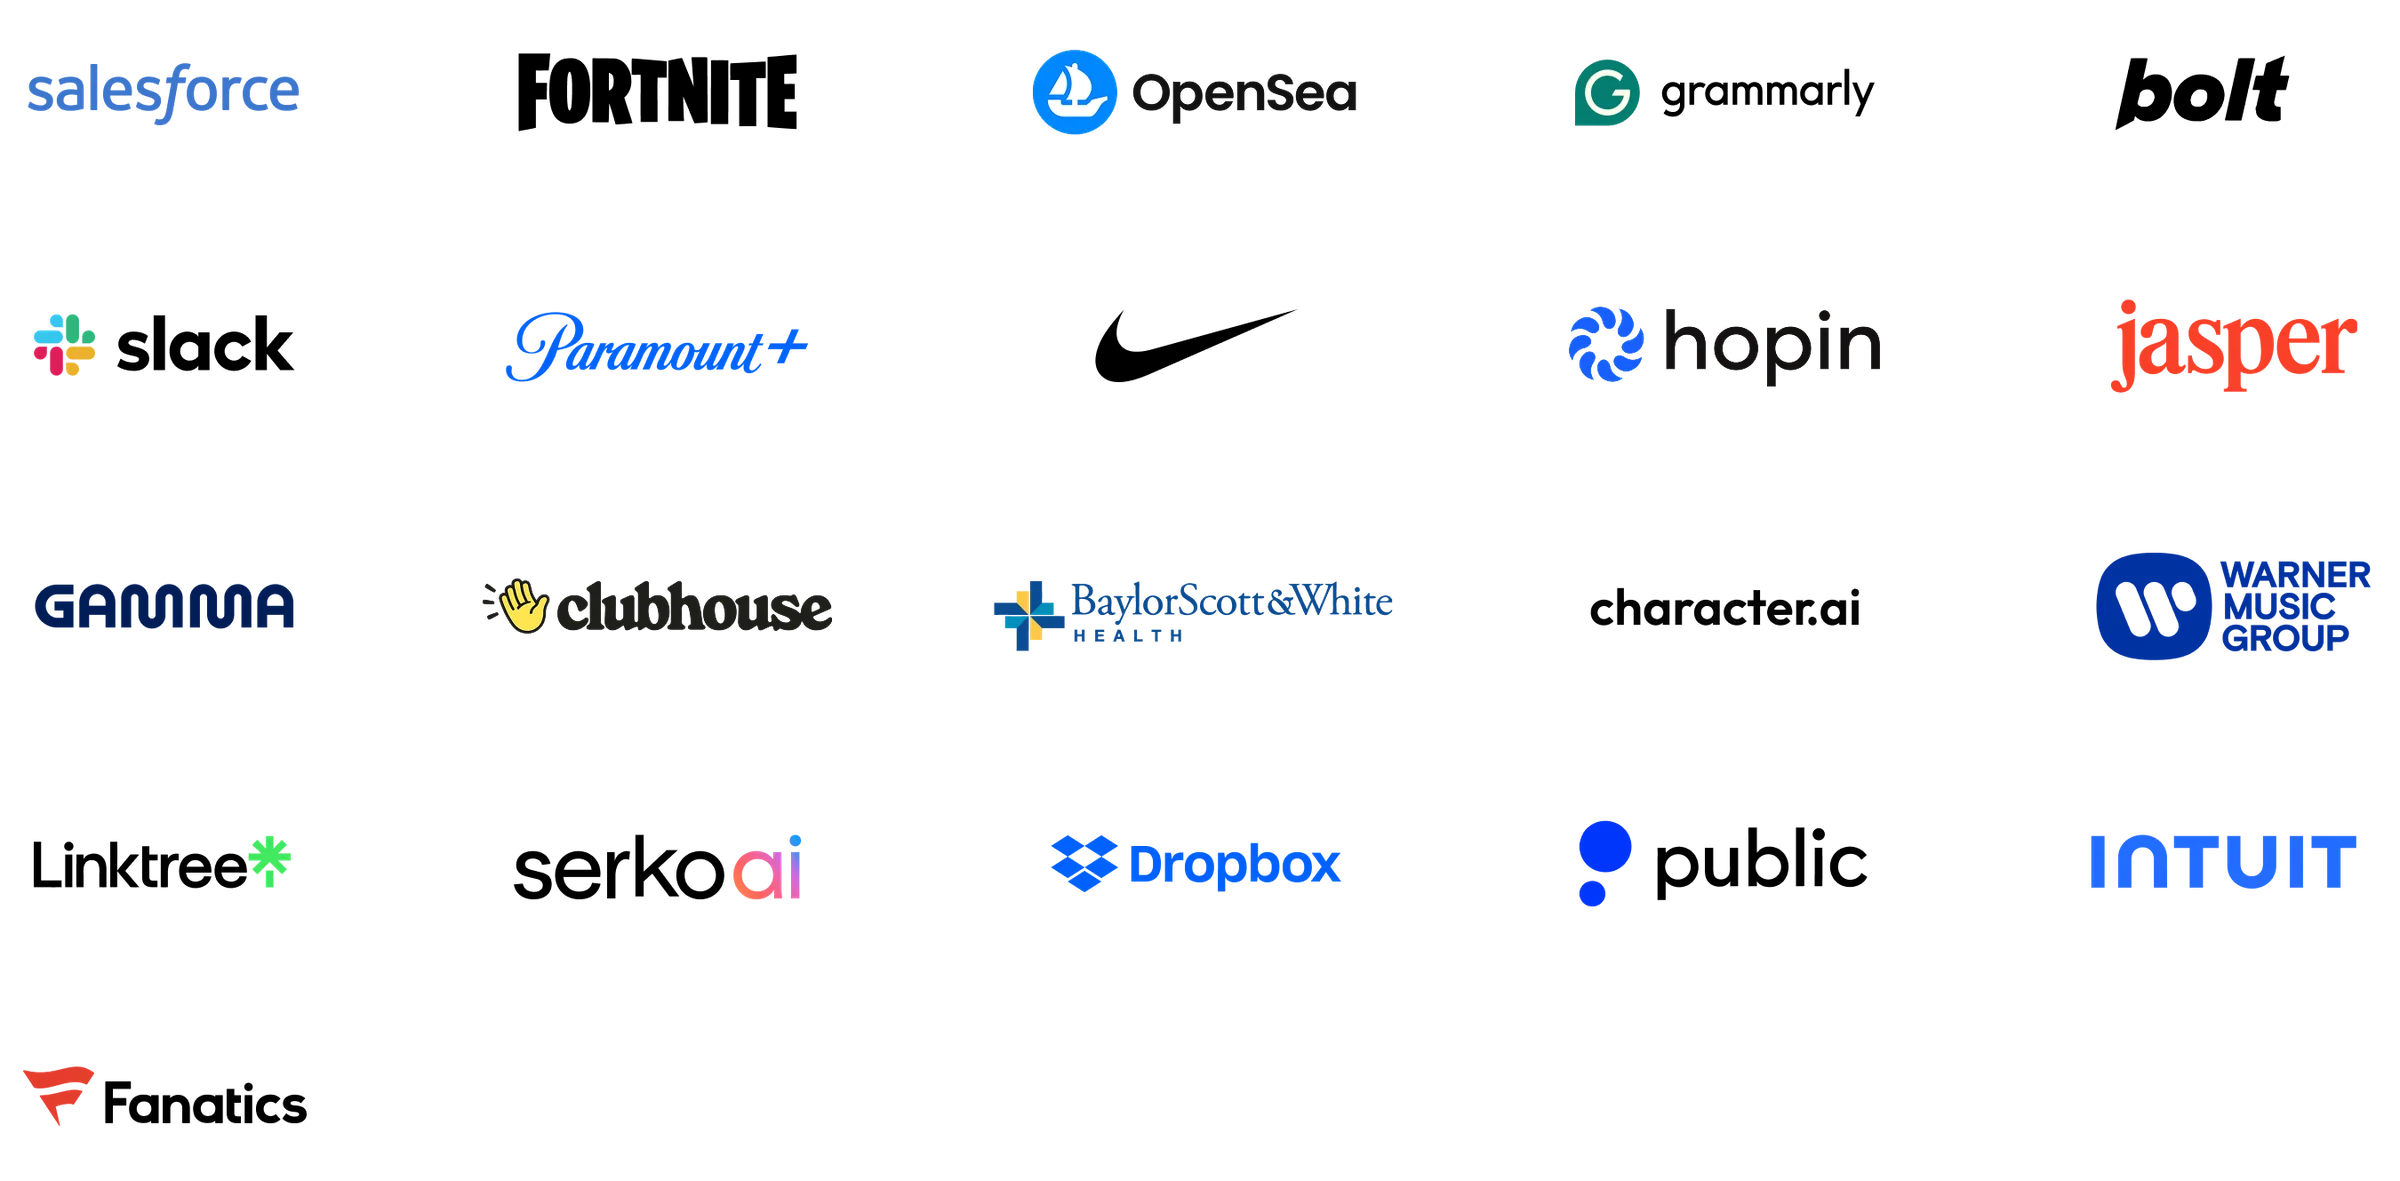 salesforce
FORTNITE
OpenSea
grammarly
bolt
slack
Paramount+
hopin
jasper
GAMMA
clubhouse
BaylorScott&White
HEALTH
character.ai
WARNER
MUSIC
GROUP
Linktree
serko ai
Dropbox
public
INTUIT
Fanatics